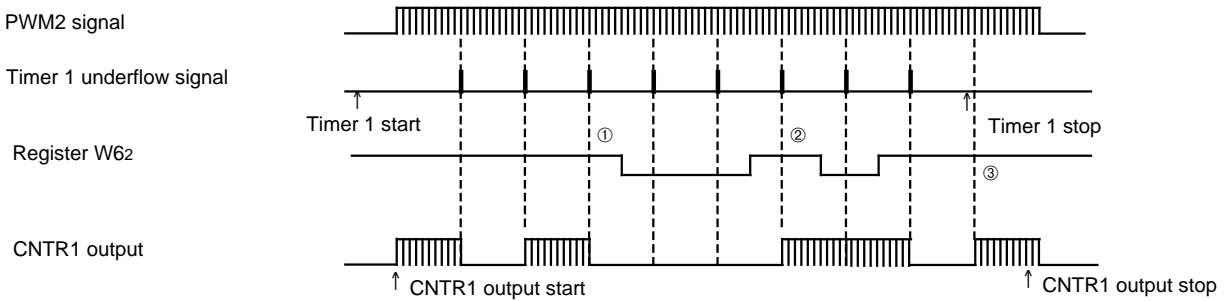 PWM2 signal
Timer 1 underflow signal
Timer 1 start
Timer 1 stop
① ②
Register W62
③
CNTR1 output
CNTR1 output start
CNTR1 output stop